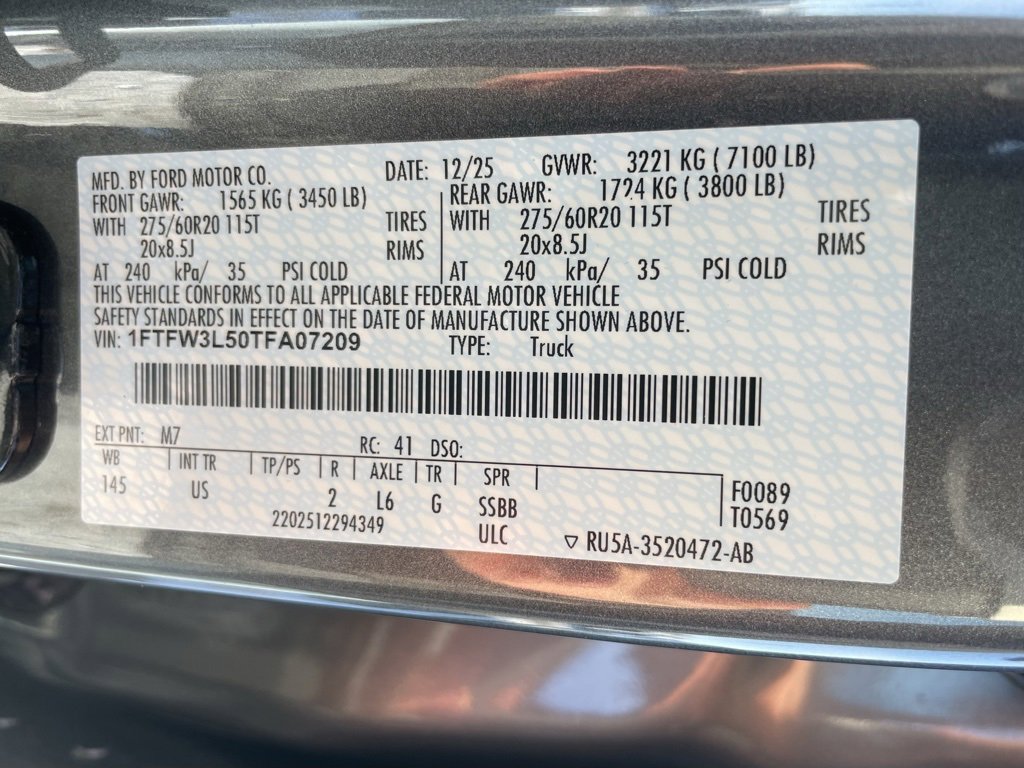 MFD. BY FORD MOTOR CO. DATE: 12/25 GVWR: 3221 KG ( 7100 LB)
FRONT GAWR: 1565 KG ( 3450 LB) REAR GAWR: 1724 KG ( 3800 LB)
WITH 275/60R20 115T TIRES WITH 275/60R20 115T TIRES
20x8.5J RIMS 20x8.5J RIMS
AT 240 kPa/ 35 PSI COLD AT 240 kPa/ 35 PSI COLD
THIS VEHICLE CONFORMS TO ALL APPLICABLE FEDERAL MOTOR VEHICLE
SAFETY STANDARDS IN EFFECT ON THE DATE OF MANUFACTURE SHOWN ABOVE.
VIN: 1FTFW3L50TFA07209 TYPE: Truck
EXT PNT: M7 RC: 41 DSO:
WB INT TR TP/PS R AXLE TR SPR
145 US 2 L6 G SSBB F0089
2202512294349 ULC T0569
▽ RU5A-3520472-AB